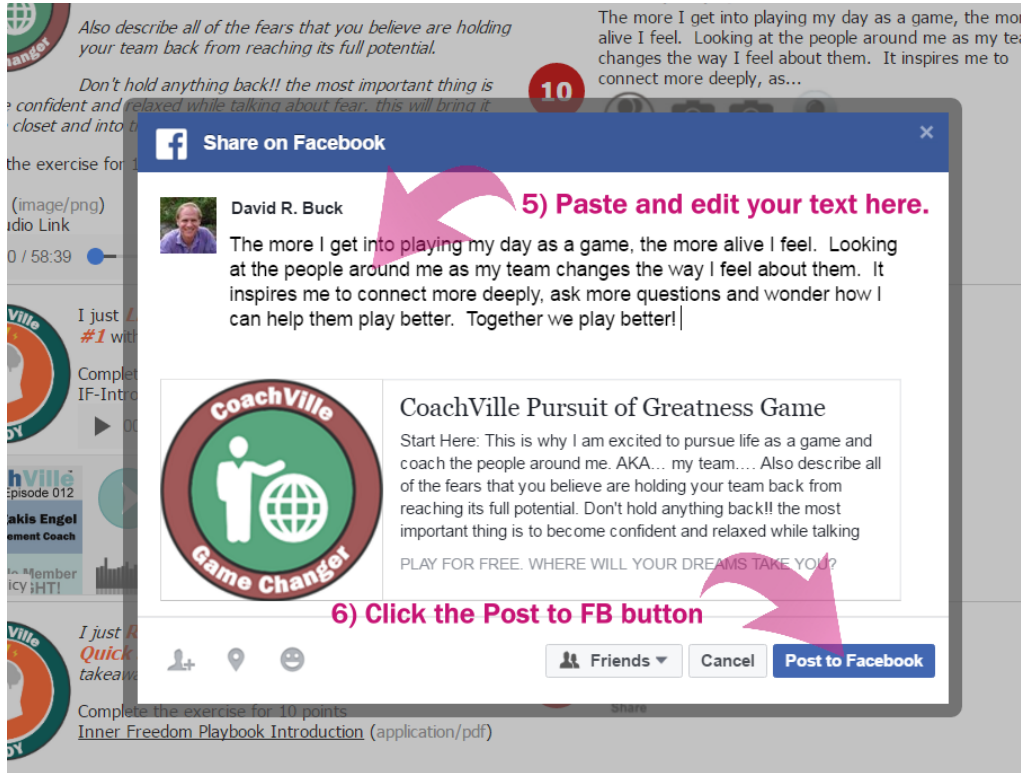 Also describe all of the fears that you believe are holding
your team back from reaching its full potential.
Don't hold anything back!! the most important thing is
confident and relaxed while talking about fear. this will bring it
closet and into
the exercise for 1
(image/png)
dio Link
0 / 58:39
The more I get into playing my day as a game, the mor
alive I feel.  Looking at the people around me as my tea
changes the way I feel about them.  It inspires me to
connect more deeply, as...
10
Share on Facebook
×
5) Paste and edit your text here.
David R. Buck
The more I get into playing my day as a game, the more alive I feel.  Looking
at the people around me as my team changes the way I feel about them.  It
inspires me to connect more deeply, ask more questions and wonder how I
can help them play better.  Together we play better!
CoachVille
Game Changer
CoachVille Pursuit of Greatness Game
Start Here: This is why I am excited to pursue life as a game and
coach the people around me. AKA... my team.... Also describe all
of the fears that you believe are holding your team back from
reaching its full potential. Don't hold anything back!! the most
important thing is to become confident and relaxed while talking
PLAY FOR FREE. WHERE WILL YOUR DREAMS TAKE YOU?
6) Click the Post to FB button
Friends
Cancel
Post to Facebook
I just
#1 with
Complet
IF-Intro
hVille
Episode 012
akis Engel
ement Coach
Member
icy GHT!
I just
Quick
takeawa
Complete the exercise for 10 points
Inner Freedom Playbook Introduction (application/pdf)
Share